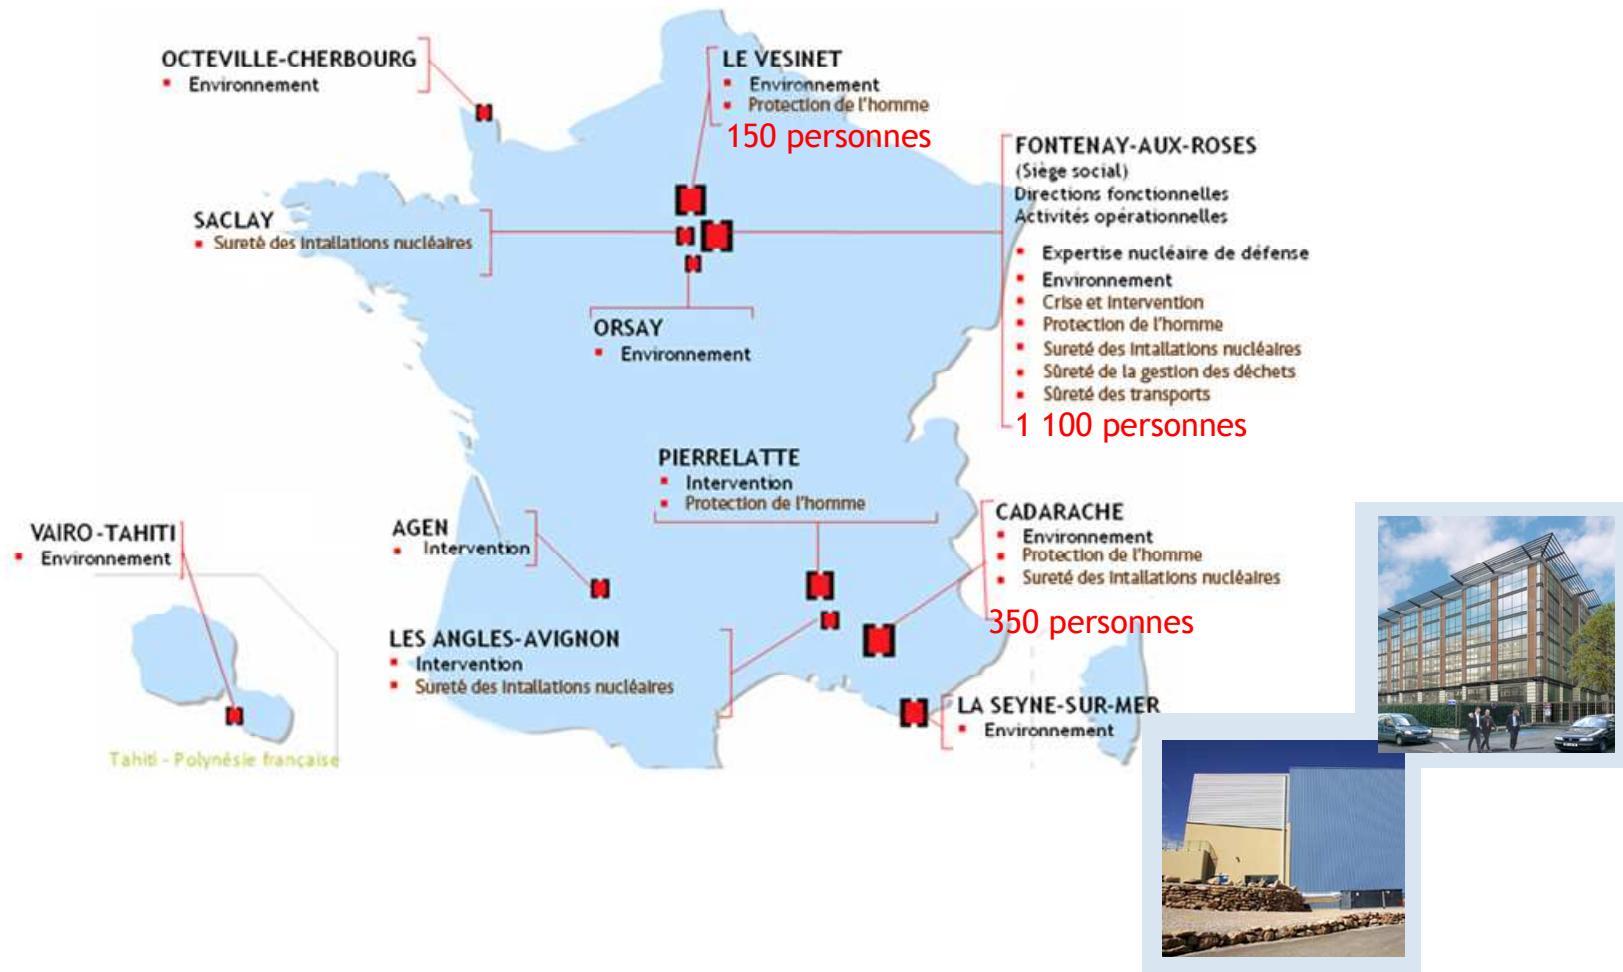 OCTEVILLE-CHERBOURG
Environnement
LE VESINET
Environnement
Protection de l'homme
150 personnes
FONTENAY-AUX-ROSES
(Siège social)
Directions fonctionnelles
Activités opérationnelles
Expertise nucléaire de défense
Environnement
Crise et intervention
Protection de l'homme
Sureté des intallations nucléaires
Sûreté de la gestion des déchets
Sûreté des transports
1 100 personnes
SACLAY
Sureté des intallations nucléaires
ORSAY
Environnement
PIERRELATTE
Intervention
Protection de l'homme
CADARACHE
Environnement
Protection de l'homme
Sureté des intallations nucléaires
350 personnes
AGEN
Intervention
VAIRO-TAHITI
Environnement
LES ANGLES-AVIGNON
Intervention
Sureté des intallations nucléaires
LA SEYNE-SUR-MER
Environnement
Tahiti - Polynésie française